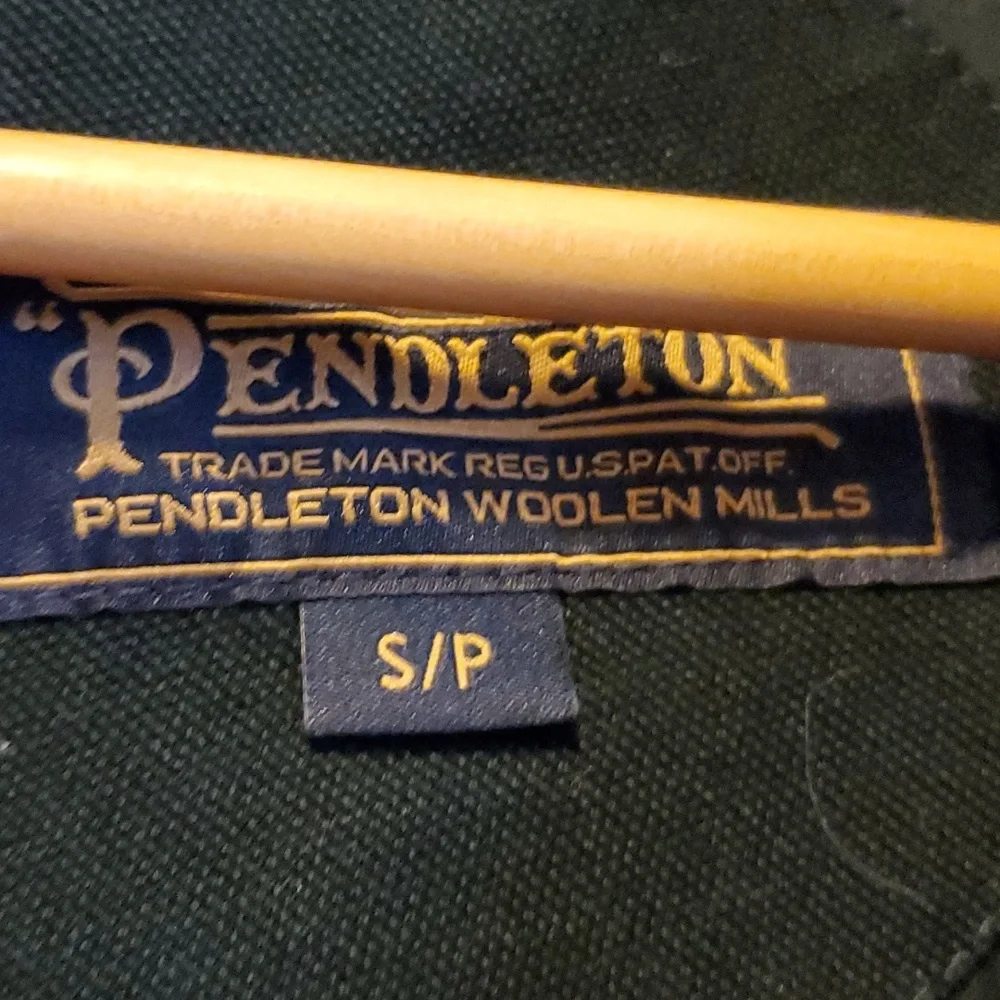 "PENDLETON
TRADE MARK REG U.S.PAT.OFF.
PENDLETON WOOLEN MILLS
S/P